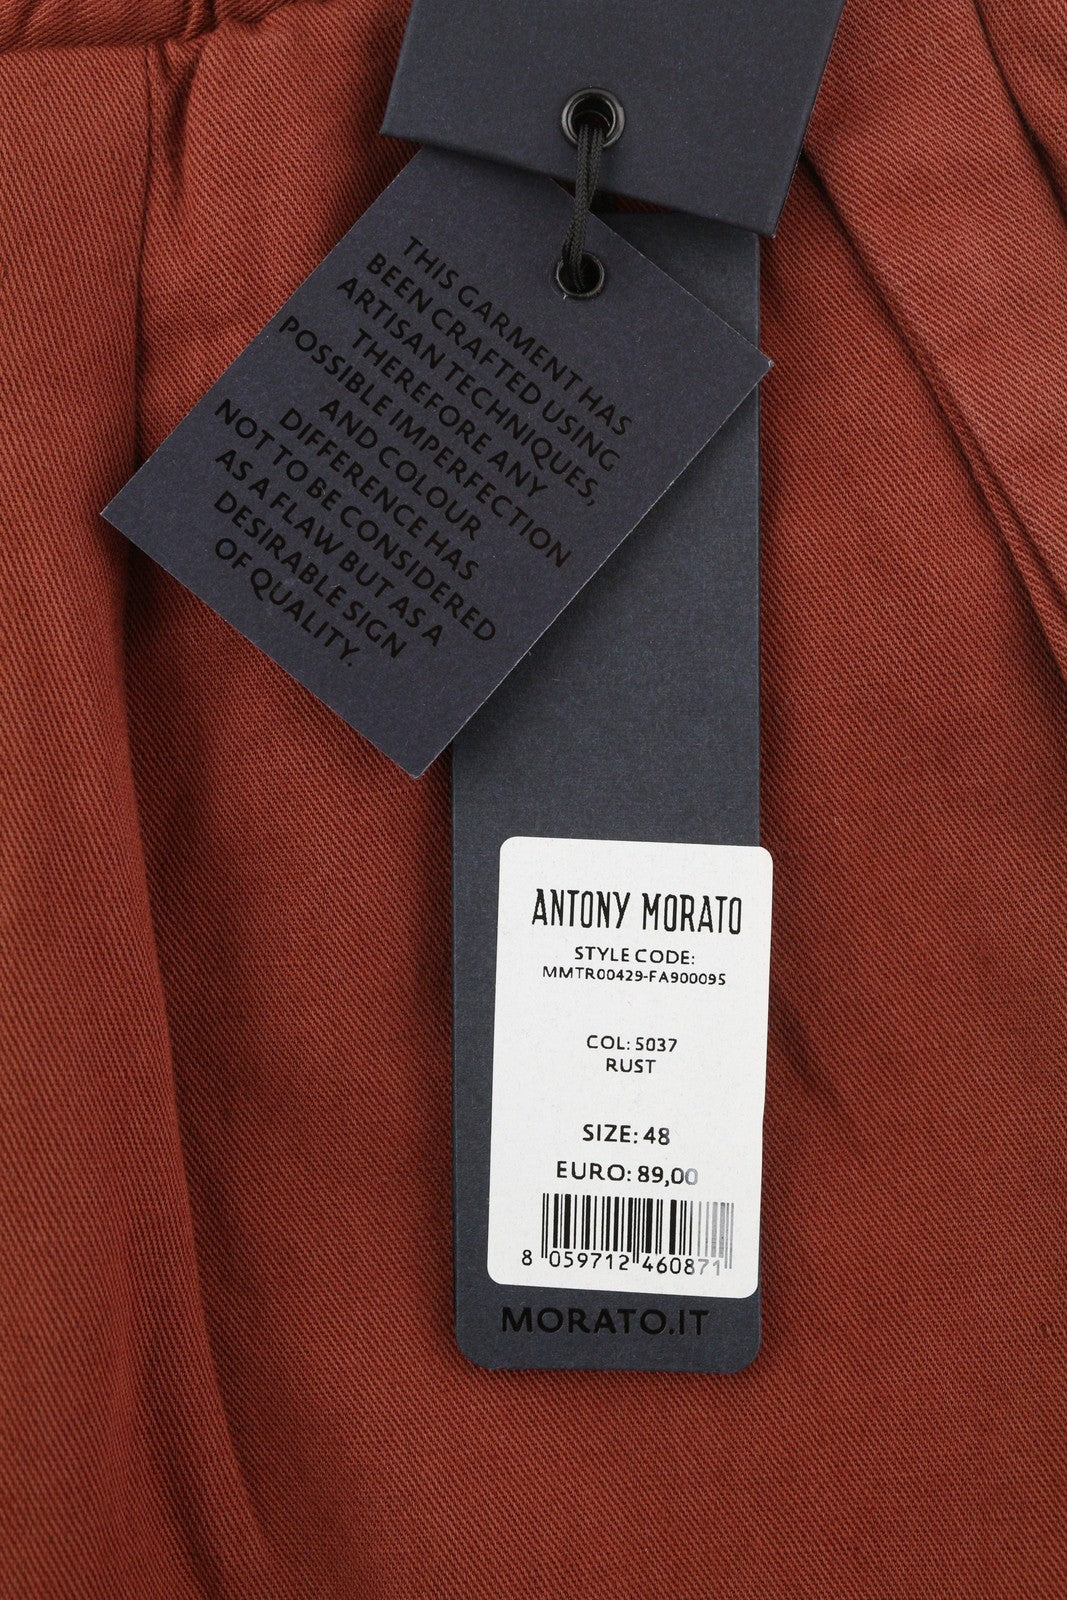 THIS GARMENT HAS
BEEN CRAFTED USING
ARTISAN TECHNIQUES,
THEREFORE ANY
POSSIBLE IMPERFECTION
AND COLOUR
DIFFERENCE HAS
NOT TO BE CONSIDERED
AS A FLAW BUT AS A
DESIRABLE SIGN
OF QUALITY.
ANTONY MORATO
STYLE CODE:
MMTR00429-FA900095
COL: 5037
RUST
SIZE: 48
EURO: 89,00
8 059712 460871
MORATO.IT